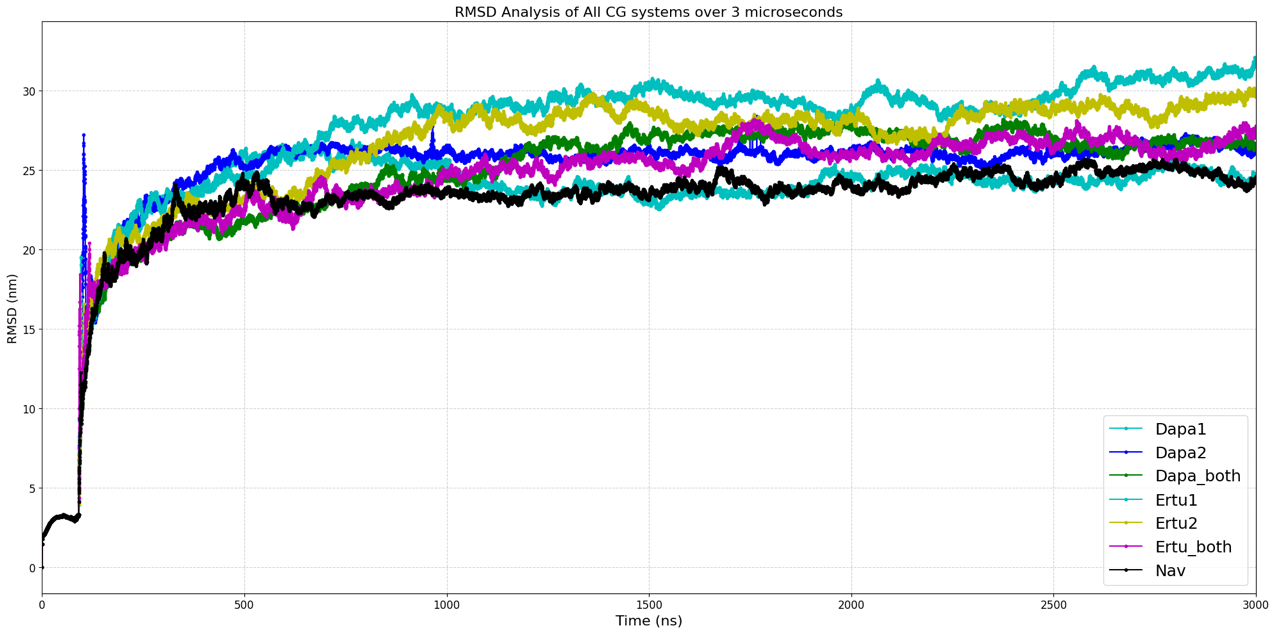 RMSD Analysis of All CG systems over 3 microseconds
RMSD (nm)
30
25
20
15
10
5
0
0 500 1000 1500 2000 2500 3000
Time (ns)
Dapa1
Dapa2
Dapa_both
Ertu1
Ertu2
Ertu_both
Nav